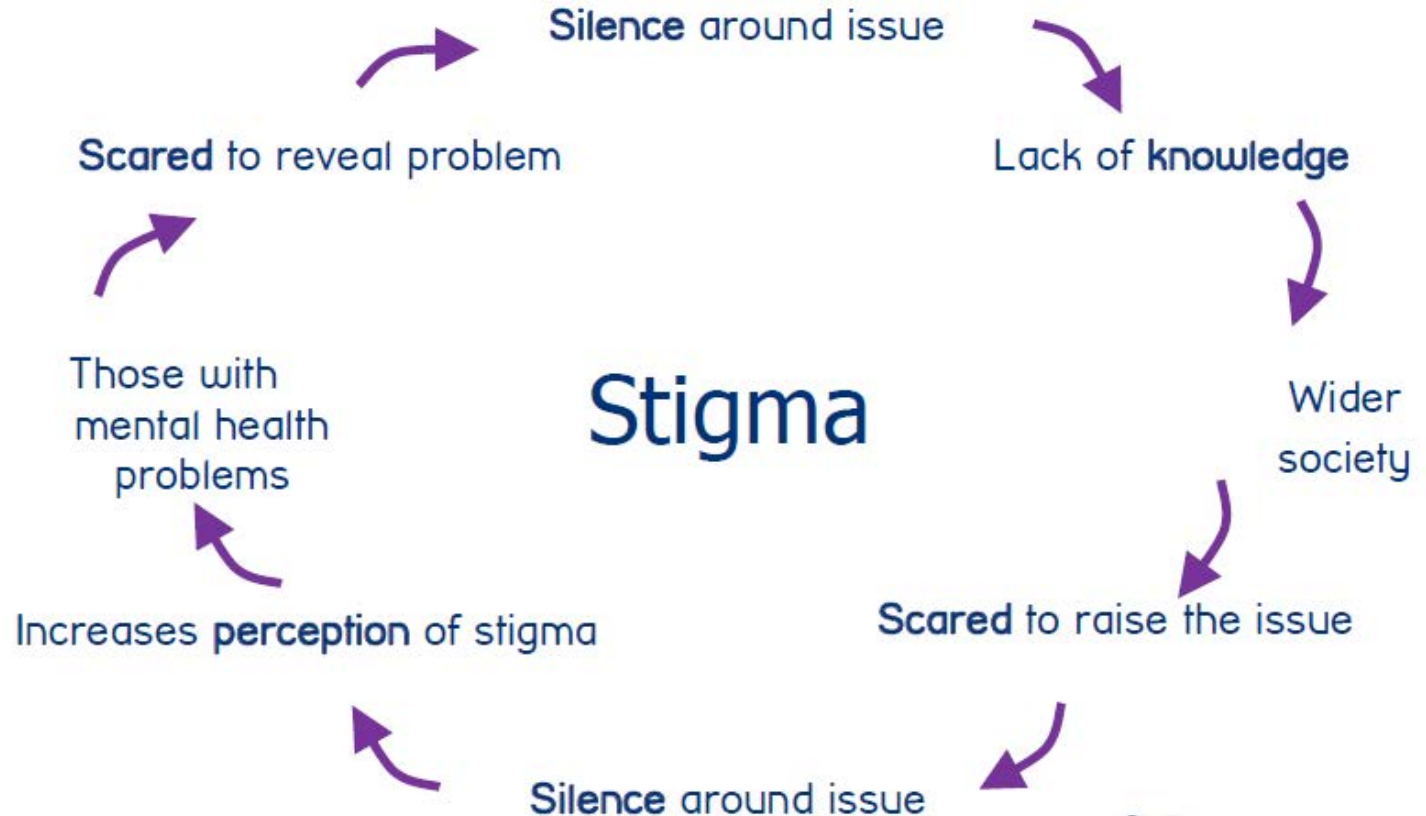 Silence around issue
Scared to reveal problem
Lack of knowledge
Those with
mental health
problems
Stigma
Wider
society
Increases perception of stigma
Scared to raise the issue
Silence around issue